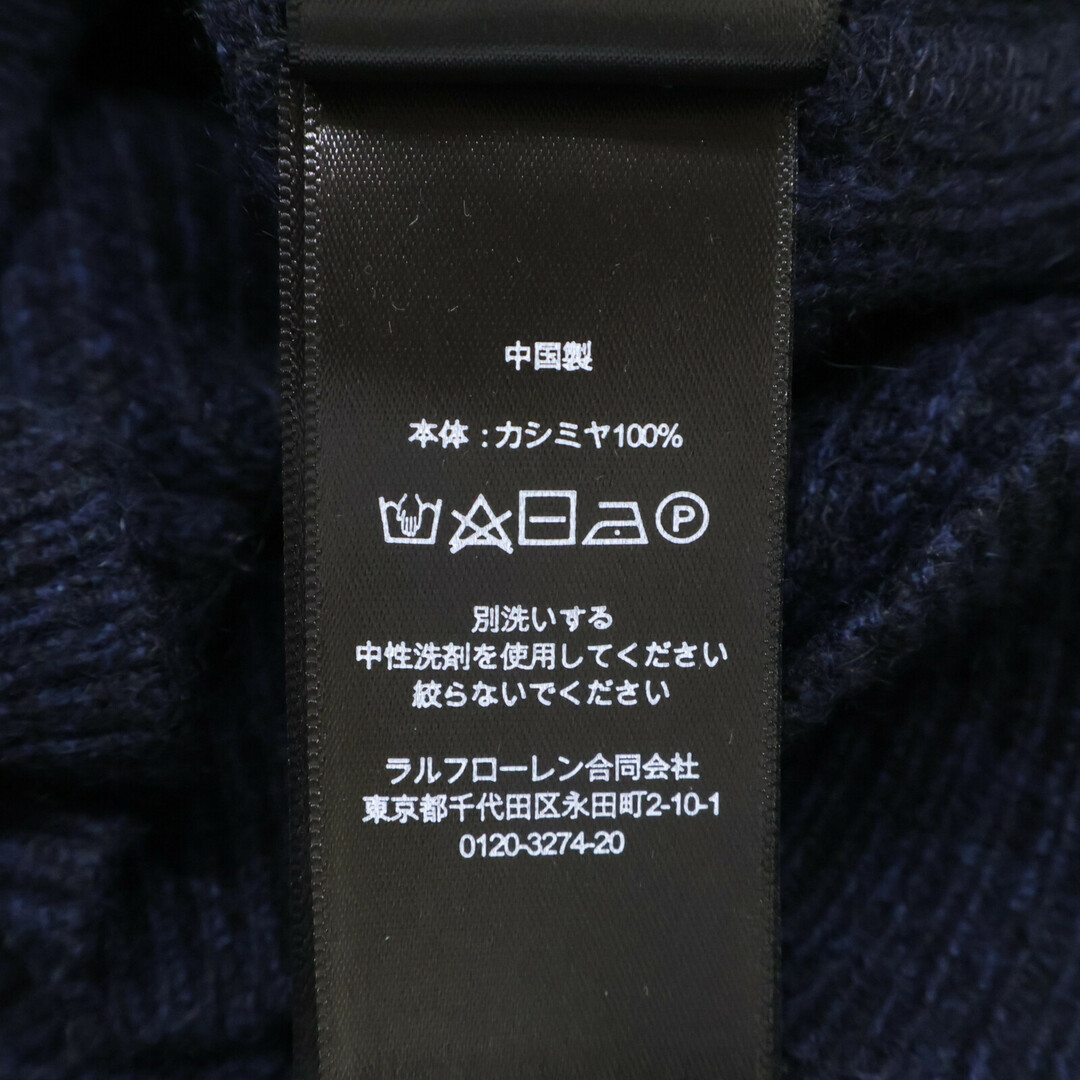 中国製
本体 : カシミヤ100%
P
別洗いする
中性洗剤を使用してください
絞らないでください
ラルフローレン合同会社
東京都千代田区永田町2-10-1
0120-3274-20